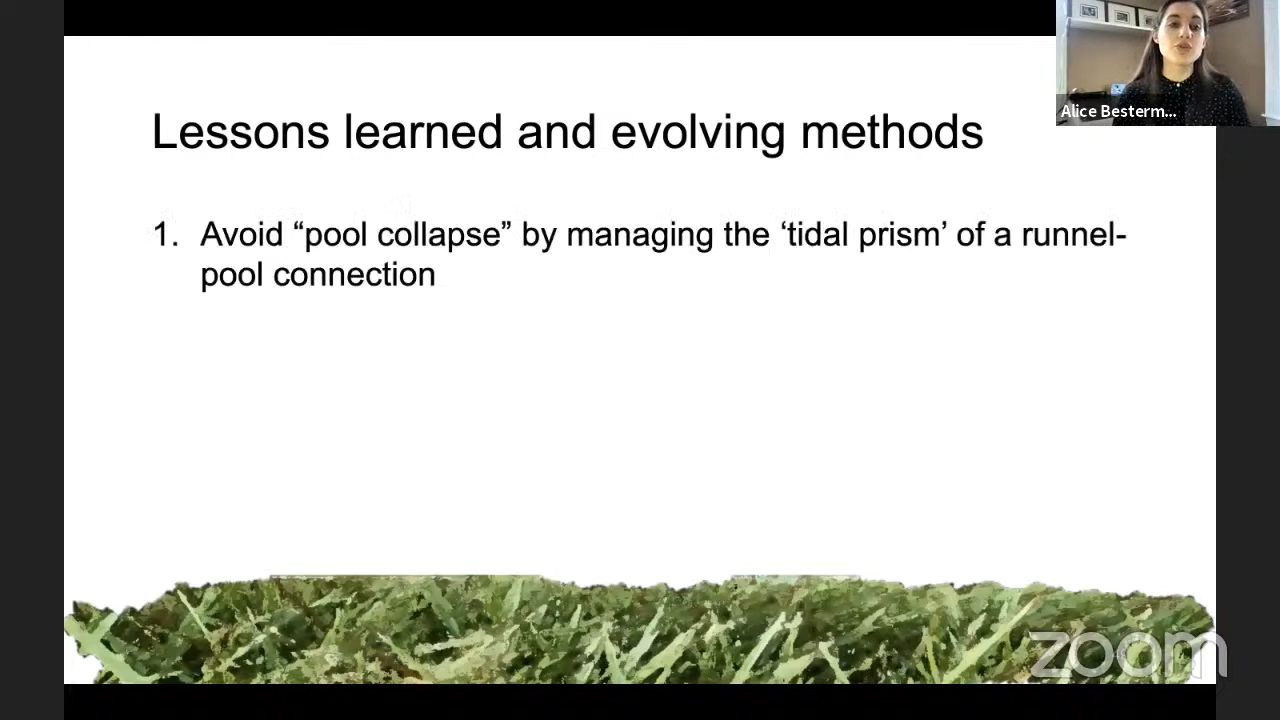 Alice Besterm...
Lessons learned and evolving methods
1. Avoid “pool collapse” by managing the ‘tidal prism’ of a runnel-
pool connection
zoom